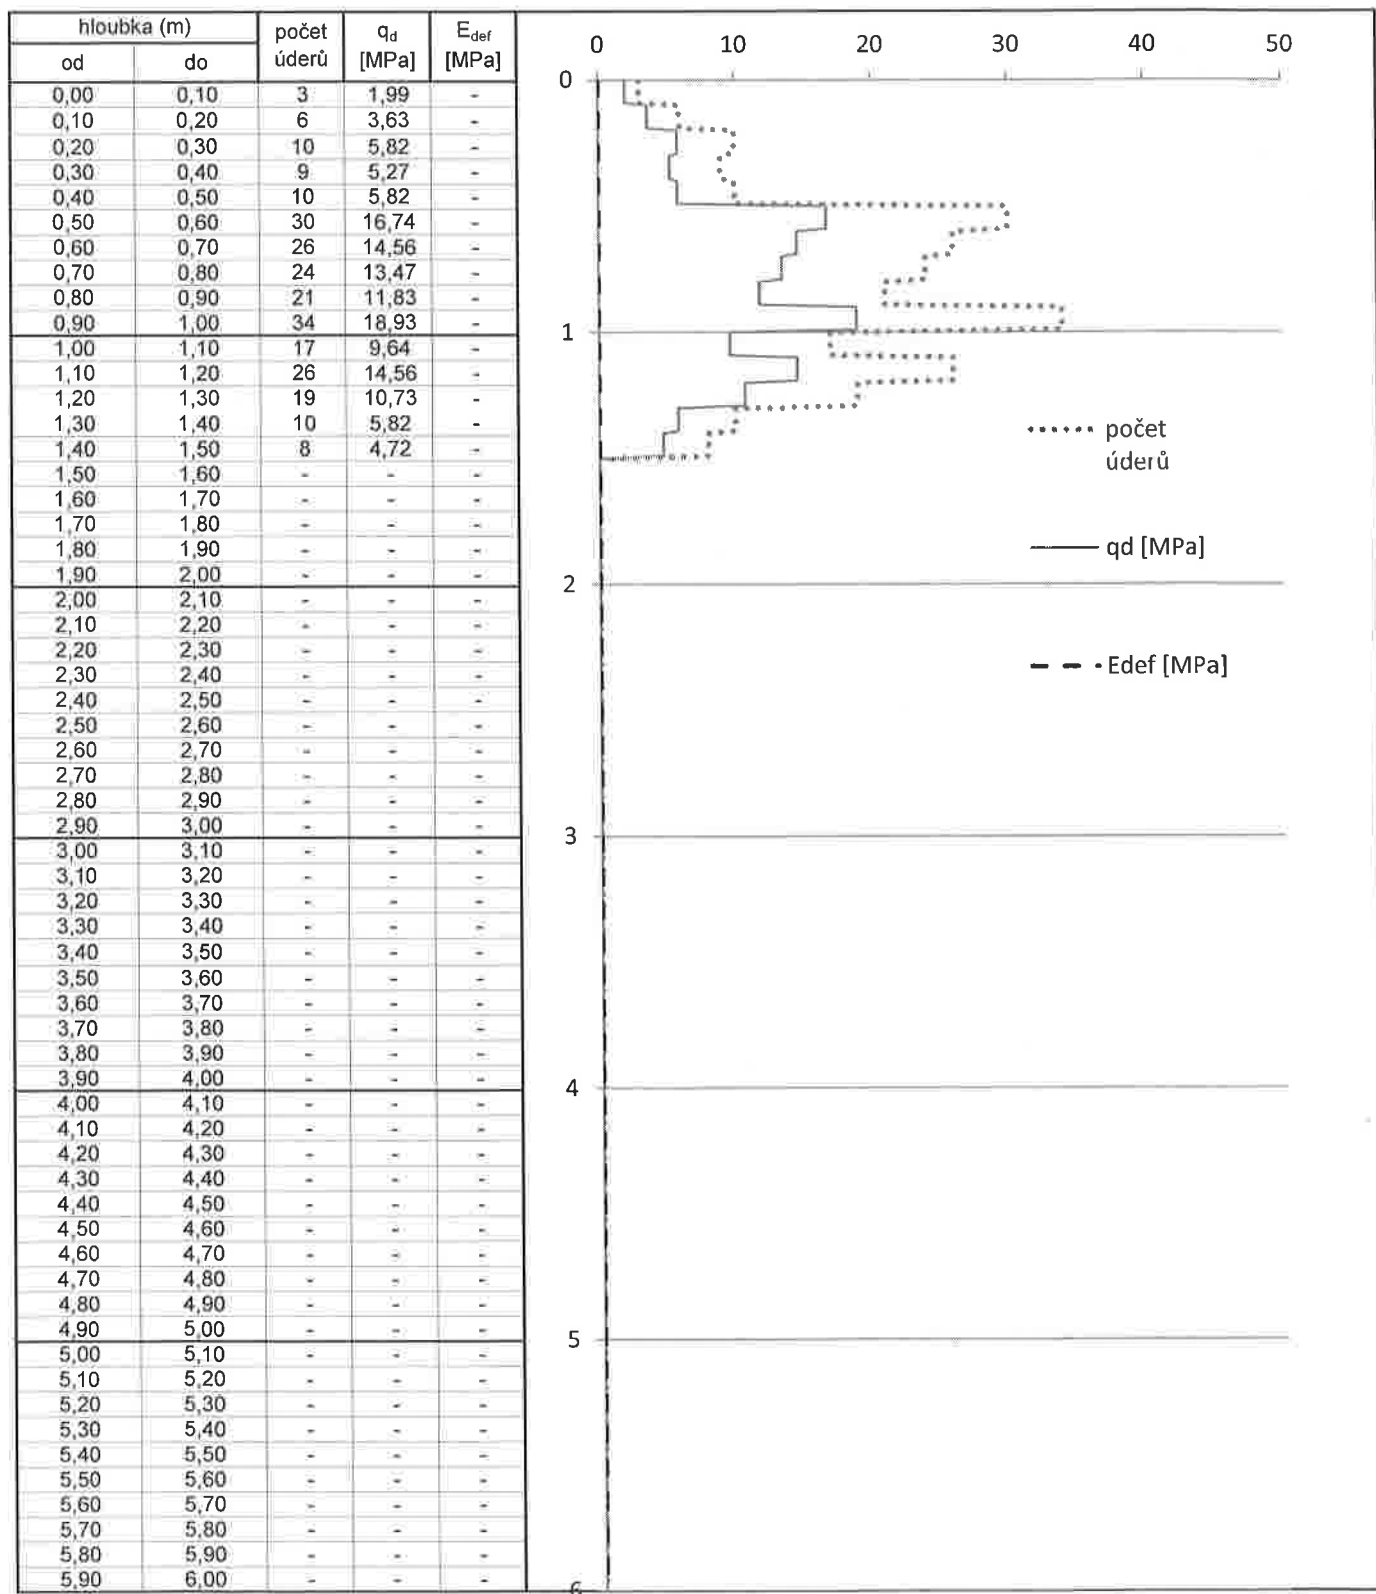 hloubka (m) počet qd Edef
od do úderů [MPa] [MPa]
0,00 0,10 3 1,99 -
0,10 0,20 6 3,63 -
0,20 0,30 10 5,82 -
0,30 0,40 9 5,27 -
0,40 0,50 10 5,82 -
0,50 0,60 30 16,74 -
0,60 0,70 26 14,56 -
0,70 0,80 24 13,47 -
0,80 0,90 21 11,83 -
0,90 1,00 34 18,93 -
1,00 1,10 17 9,64 -
1,10 1,20 26 14,56 -
1,20 1,30 19 10,73 -
1,30 1,40 10 5,82 -
1,40 1,50 8 4,72 -
1,50 1,60 - - -
1,60 1,70 - - -
1,70 1,80 - - -
1,80 1,90 - - -
1,90 2,00 - - -
2,00 2,10 - - -
2,10 2,20 - - -
2,20 2,30 - - -
2,30 2,40 - - -
2,40 2,50 - - -
2,50 2,60 - - -
2,60 2,70 - - -
2,70 2,80 - - -
2,80 2,90 - - -
2,90 3,00 - - -
3,00 3,10 - - -
3,10 3,20 - - -
3,20 3,30 - - -
3,30 3,40 - - -
3,40 3,50 - - -
3,50 3,60 - - -
3,60 3,70 - - -
3,70 3,80 - - -
3,80 3,90 - - -
3,90 4,00 - - -
4,00 4,10 - - -
4,10 4,20 - - -
4,20 4,30 - - -
4,30 4,40 - - -
4,40 4,50 - - -
4,50 4,60 - - -
4,60 4,70 - - -
4,70 4,80 - - -
4,80 4,90 - - -
4,90 5,00 - - -
5,00 5,10 - - -
5,10 5,20 - - -
5,20 5,30 - - -
5,30 5,40 - - -
5,40 5,50 - - -
5,50 5,60 - - -
5,60 5,70 - - -
5,70 5,80 - - -
5,80 5,90 - - -
5,90 6,00 - - -
0 10 20 30 40 50
0
1
počet
úderů
qd [MPa]
2
Edef [MPa]
3
4
5
6